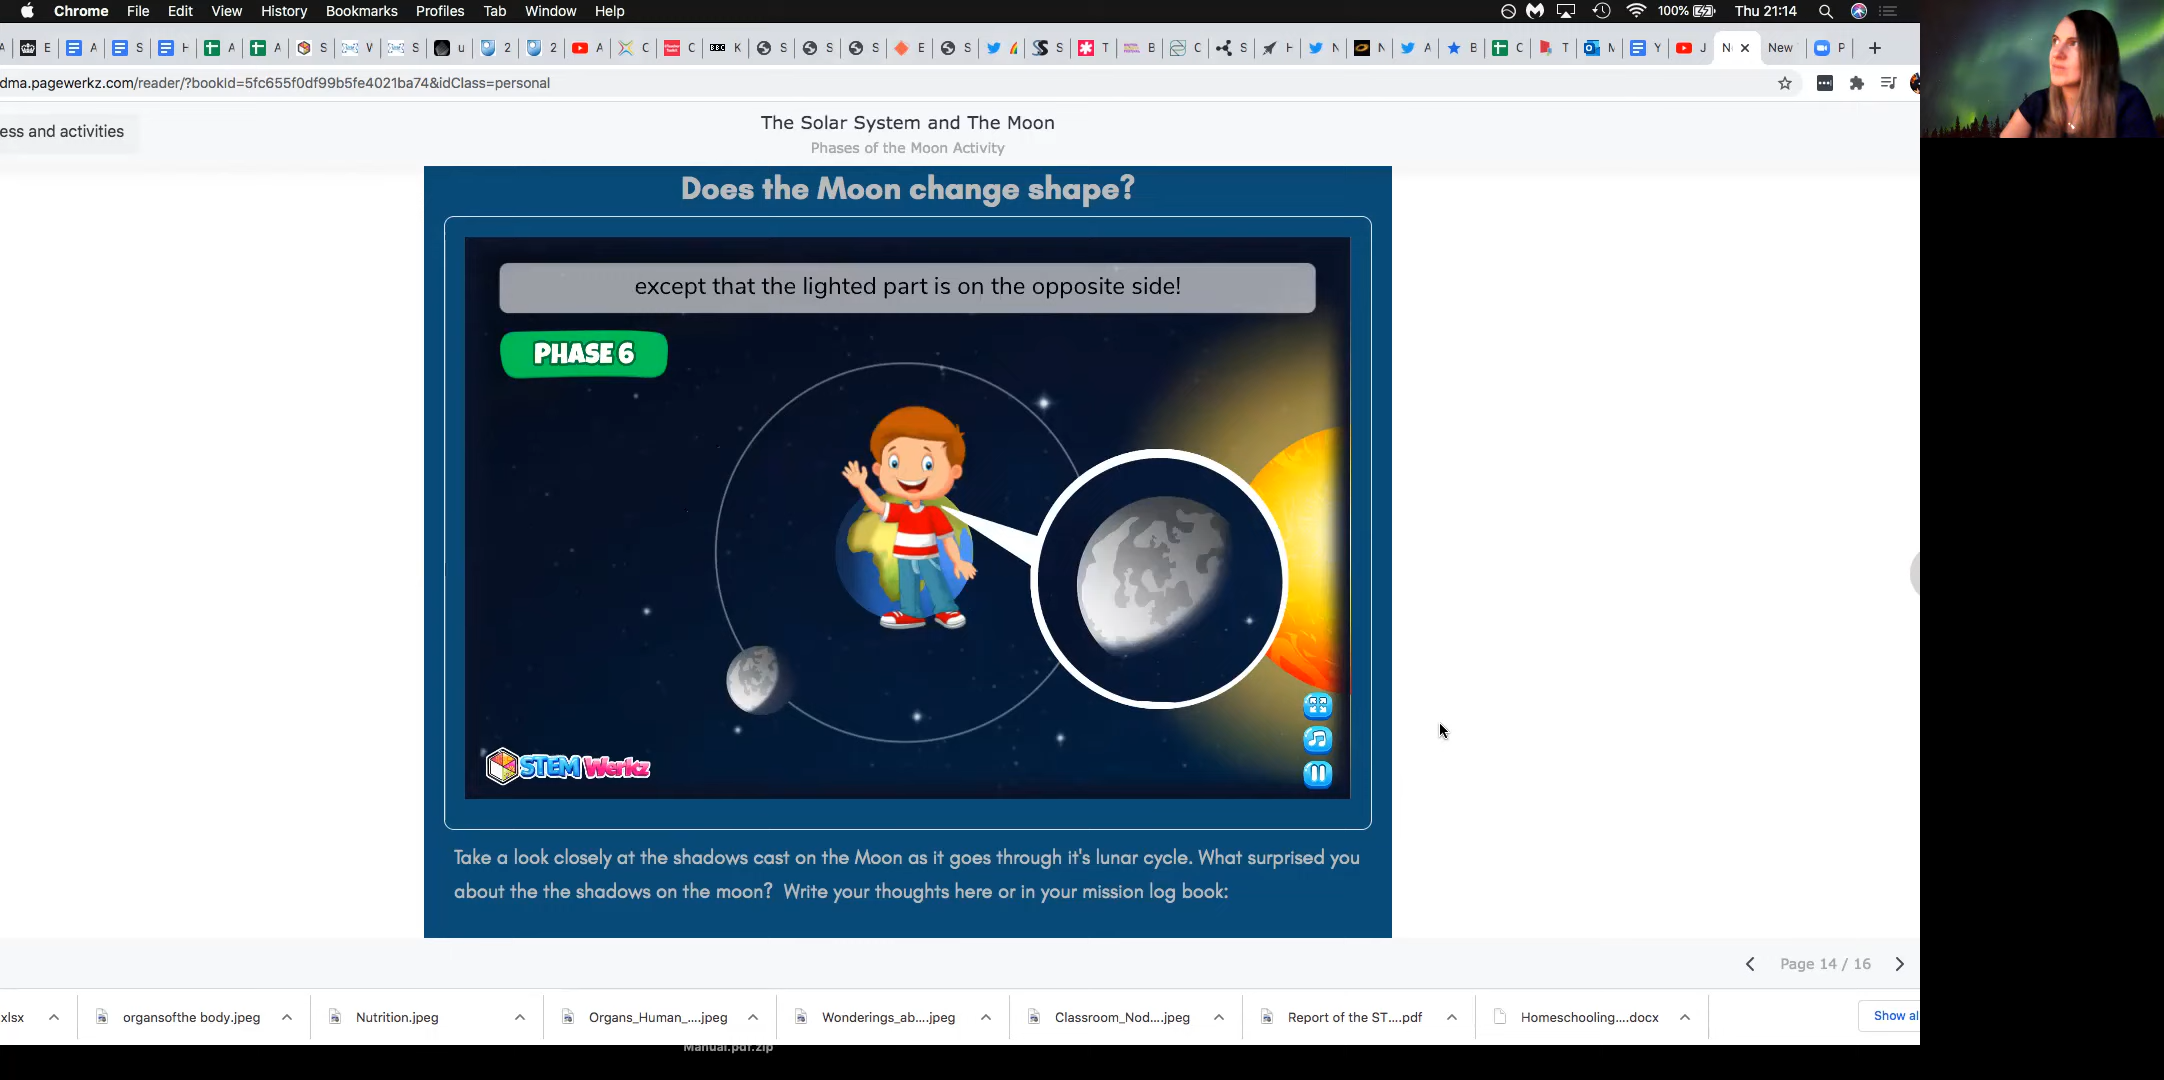 Chrome File Edit View History Bookmarks Profiles Tab Window Help 100% Thu 21:14
A E A S H A A S V S u 2 2 A C C K S S S E S S T B C S H N N A B C T M Y J N New P
dma.pagewerkz.com/reader/?bookId=5fc655f0df99b5fe4021ba74&idClass=personal
ess and activities
The Solar System and The Moon
Phases of the Moon Activity
Does the Moon change shape?
except that the lighted part is on the opposite side!
PHASE 6
STEM Werkz
Take a look closely at the shadows cast on the Moon as it goes through it's lunar cycle. What surprised you
about the the shadows on the moon? Write your thoughts here or in your mission log book:
Page 14 / 16
xlsx organsofthe body.jpeg Nutrition.jpeg Organs_Human_....jpeg Wonderings_ab....jpeg Classroom_Nod....jpeg Report of the ST....pdf Homeschooling....docx Show al
Manual.pdf.zip